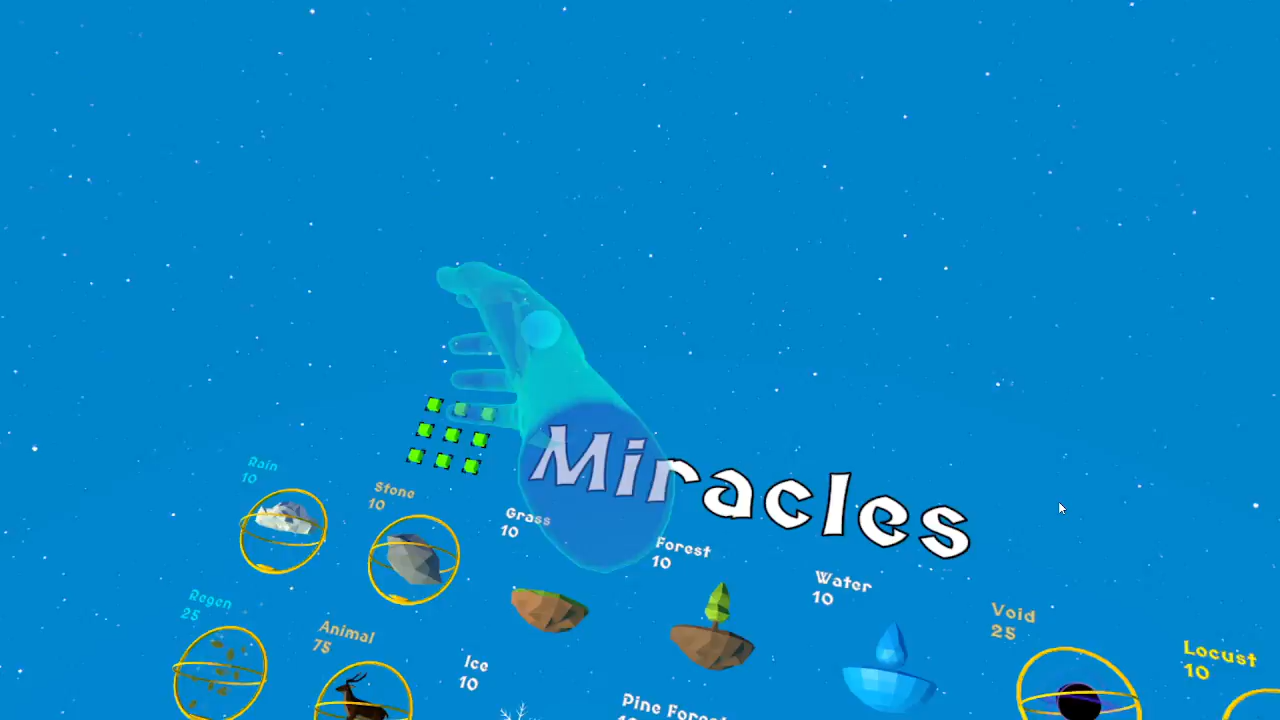 Miracles
Rain
10
Stone
10
Grass
10
Forest
10
Water
10
Void
25
Locust
10
Regen
25
Animal
75
Ice
10
Pine Forest